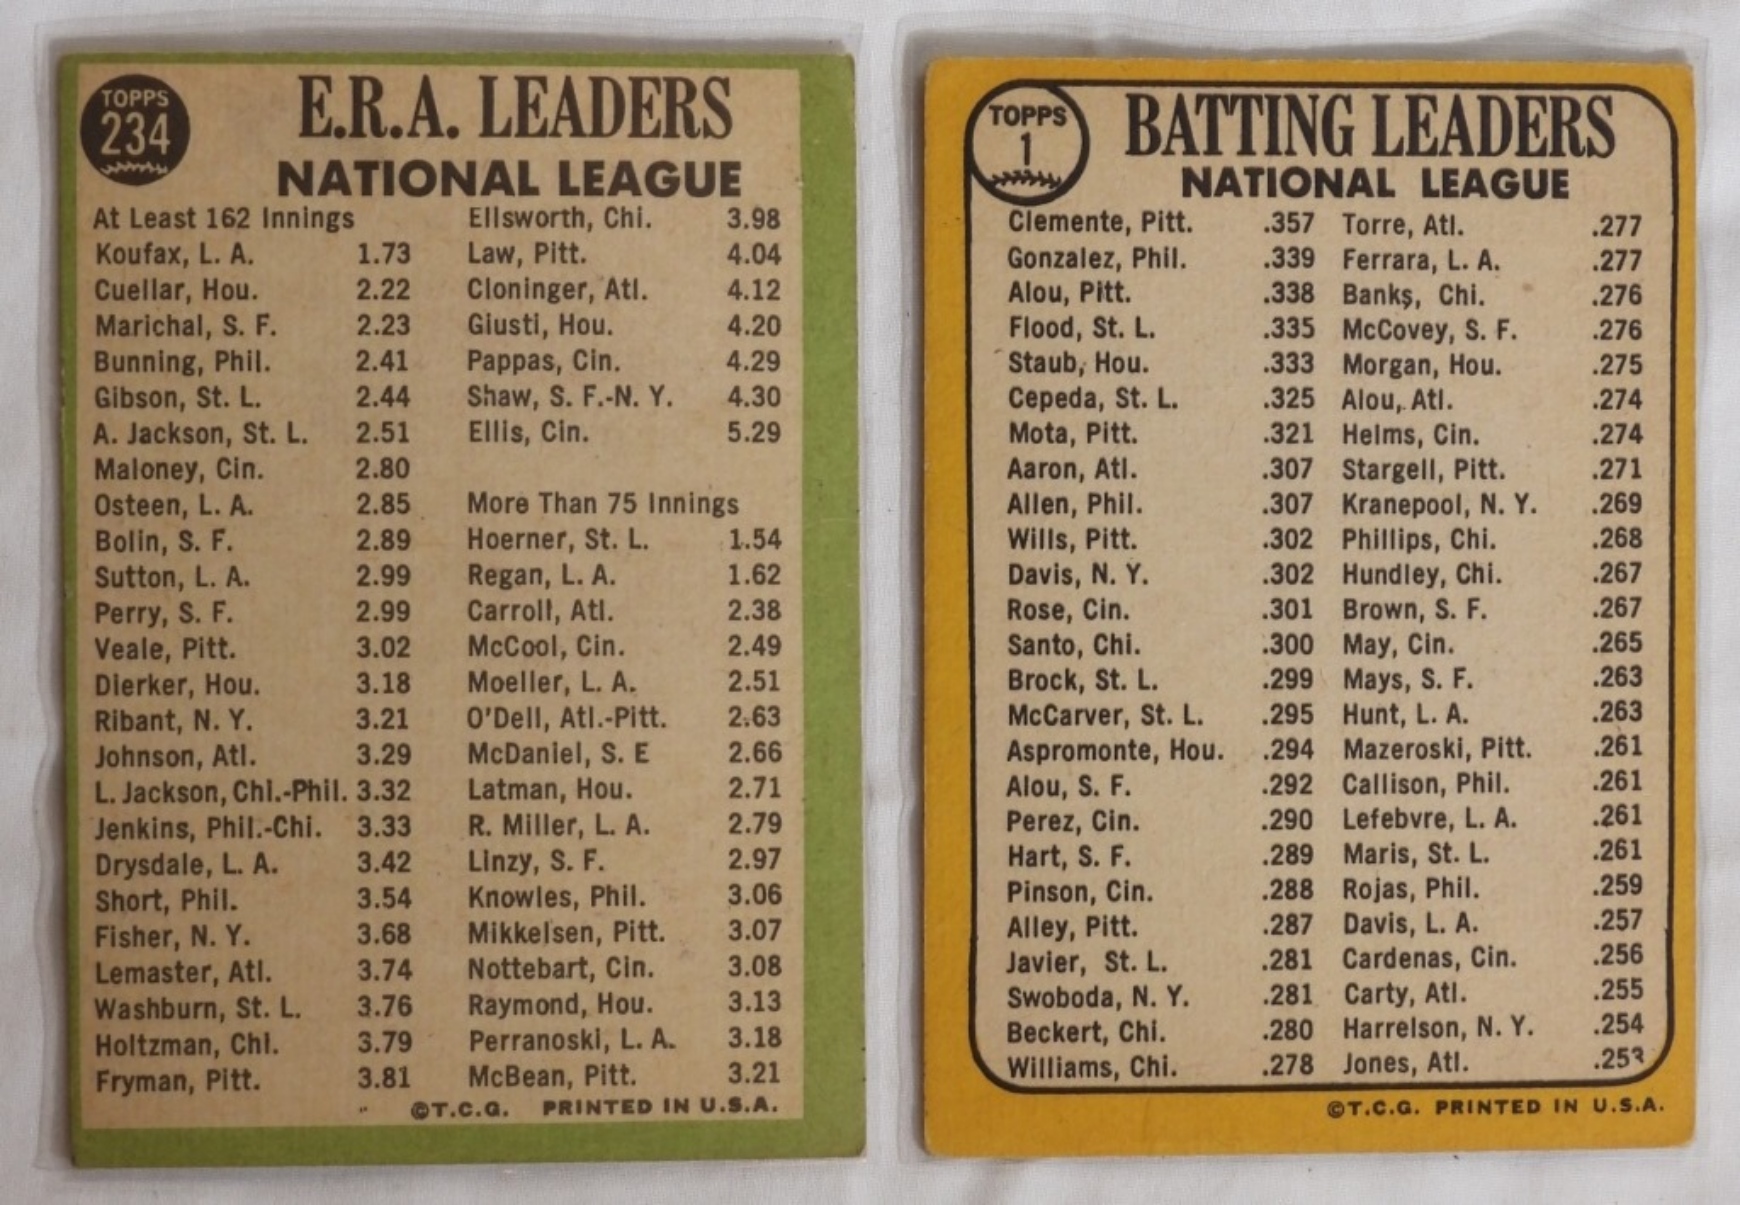 TOPPS
234
E.R.A. LEADERS
NATIONAL LEAGUE
At Least 162 Innings
Koufax, L. A. 1.73
Cuellar, Hou. 2.22
Marichal, S. F. 2.23
Bunning, Phil. 2.41
Gibson, St. L. 2.44
A. Jackson, St. L. 2.51
Maloney, Cin. 2.80
Osteen, L. A. 2.85
Bolin, S. F. 2.89
Sutton, L. A. 2.99
Perry, S. F. 2.99
Veale, Pitt. 3.02
Dierker, Hou. 3.18
Ribant, N. Y. 3.21
Johnson, Atl. 3.29
L. Jackson, Chi.-Phil. 3.32
Jenkins, Phil.-Chi. 3.33
Drysdale, L. A. 3.42
Short, Phil. 3.54
Fisher, N. Y. 3.68
Lemaster, Atl. 3.74
Washburn, St. L. 3.76
Holtzman, Chi. 3.79
Fryman, Pitt. 3.81
Ellsworth, Chi. 3.98
Law, Pitt. 4.04
Cloninger, Atl. 4.12
Giusti, Hou. 4.20
Pappas, Cin. 4.29
Shaw, S. F.-N. Y. 4.30
Ellis, Cin. 5.29
More Than 75 Innings
Hoerner, St. L. 1.54
Regan, L. A. 1.62
Carroll, Atl. 2.38
McCool, Cin. 2.49
Moeller, L. A. 2.51
O'Dell, Atl.-Pitt. 2.63
McDaniel, S. E 2.66
Latman, Hou. 2.71
R. Miller, L. A. 2.79
Linzy, S. F. 2.97
Knowles, Phil. 3.06
Mikkelsen, Pitt. 3.07
Nottebart, Cin. 3.08
Raymond, Hou. 3.13
Perranoski, L. A. 3.18
McBean, Pitt. 3.21
©T.C.G. PRINTED IN U.S.A.
TOPPS
1
BATTING LEADERS
NATIONAL LEAGUE
Clemente, Pitt. .357
Gonzalez, Phil. .339
Alou, Pitt. .338
Flood, St. L. .335
Staub, Hou. .333
Cepeda, St. L. .325
Mota, Pitt. .321
Aaron, Atl. .307
Allen, Phil. .307
Wills, Pitt. .302
Davis, N. Y. .302
Rose, Cin. .301
Santo, Chi. .300
Brock, St. L. .299
McCarver, St. L. .295
Aspromonte, Hou. .294
Alou, S. F. .292
Perez, Cin. .290
Hart, S. F. .289
Pinson, Cin. .288
Alley, Pitt. .287
Javier, St. L. .281
Swoboda, N. Y. .281
Beckert, Chi. .280
Williams, Chi. .278
Torre, Atl. .277
Ferrara, L. A. .277
Banks, Chi. .276
McCovey, S. F. .276
Morgan, Hou. .275
Alou, Atl. .274
Helms, Cin. .274
Stargell, Pitt. .271
Kranepool, N. Y. .269
Phillips, Chi. .268
Hundley, Chi. .267
Brown, S. F. .267
May, Cin. .265
Mays, S. F. .263
Hunt, L. A. .263
Mazeroski, Pitt. .261
Callison, Phil. .261
Lefebvre, L. A. .261
Maris, St. L. .261
Rojas, Phil. .259
Davis, L. A. .257
Cardenas, Cin. .256
Carty, Atl. .255
Harrelson, N. Y. .254
Jones, Atl. .253
©T.C.G. PRINTED IN U.S.A.